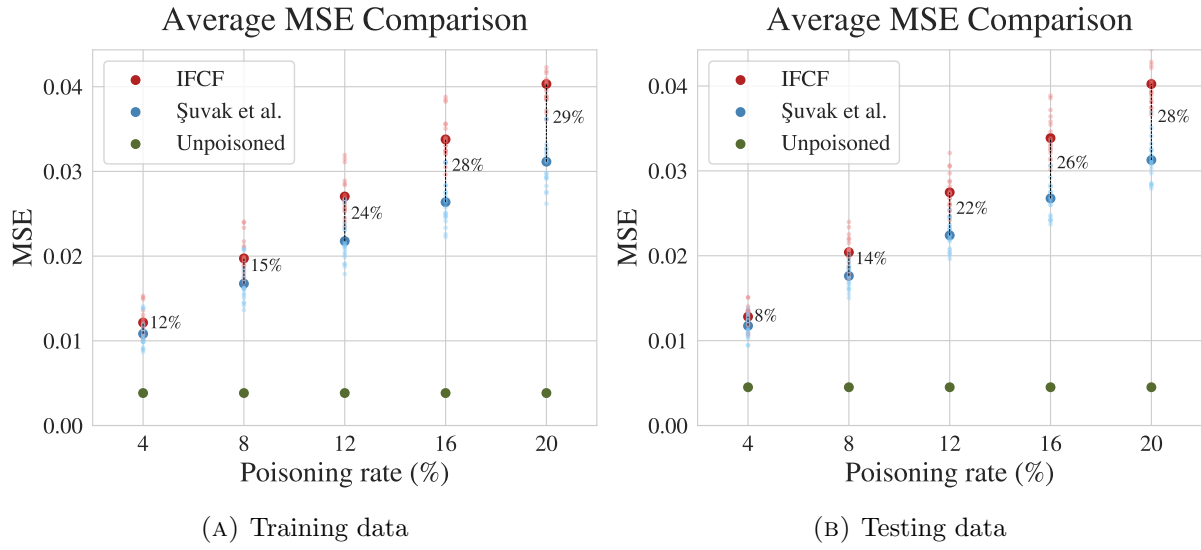 Average MSE Comparison
IFCF
Şuvak et al.
Unpoisoned
MSE
0.04
0.03
0.02
0.01
0.00
12%
15%
24%
28%
29%
4 8 12 16 20
Poisoning rate (%)
(A) Training data
Average MSE Comparison
IFCF
Şuvak et al.
Unpoisoned
MSE
0.04
0.03
0.02
0.01
0.00
8%
14%
22%
26%
28%
4 8 12 16 20
Poisoning rate (%)
(B) Testing data